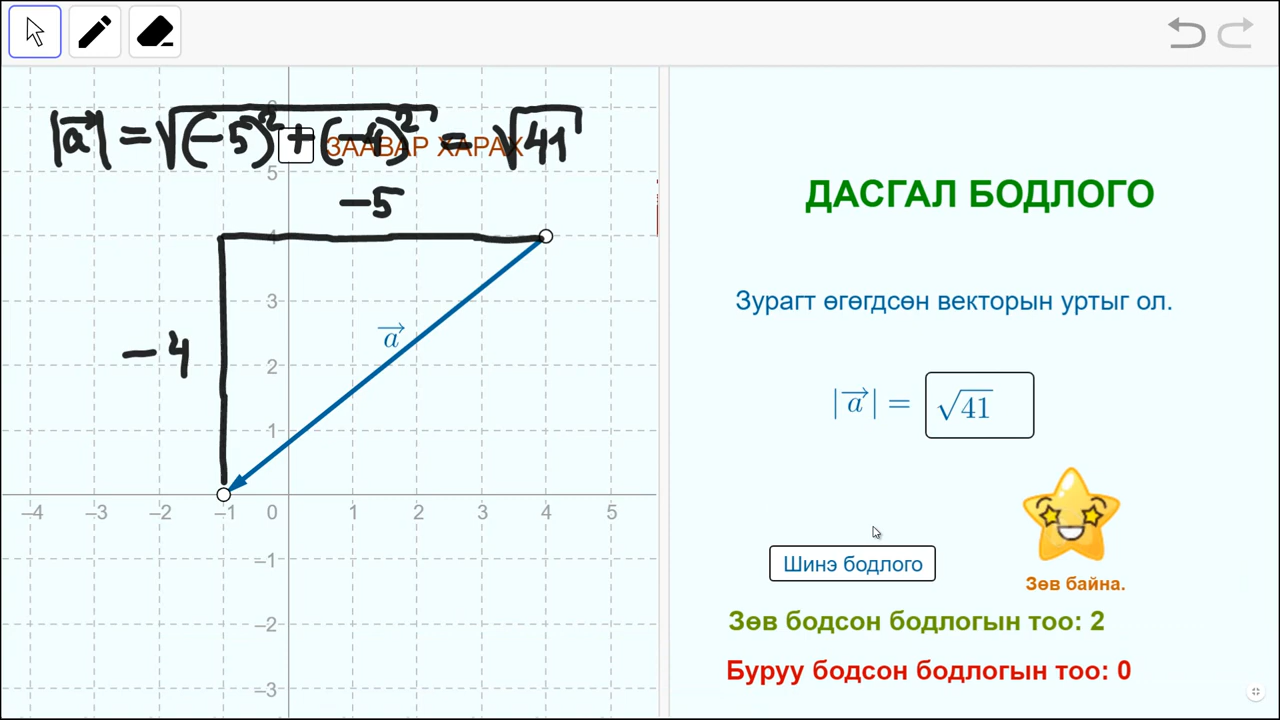 |a⃗| = √(−5)² + (−4)² = √41
ЗААВАР ХАРАХ
−5
−4
a⃗
6
5
4
3
2
1
−4 −3 −2 −1 0 1 2 3 4 5
−1
−2
−3
ДАСГАЛ БОДЛОГО
Зурагт өгөгдсөн векторын уртыг ол.
|a⃗| = √41
Шинэ бодлого
Зөв байна.
Зөв бодсон бодлогын тоо: 2
Буруу бодсон бодлогын тоо: 0